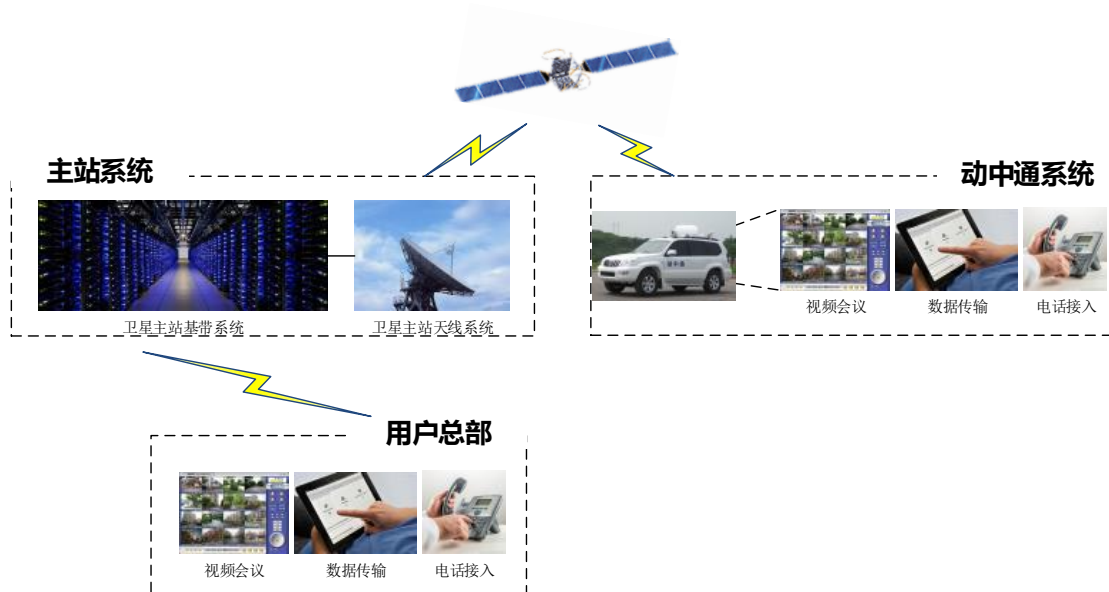 主站系统
动中通系统
卫星主站基带系统
卫星主站天线系统
视频会议
数据传输
电话接入
用户总部
视频会议
数据传输
电话接入